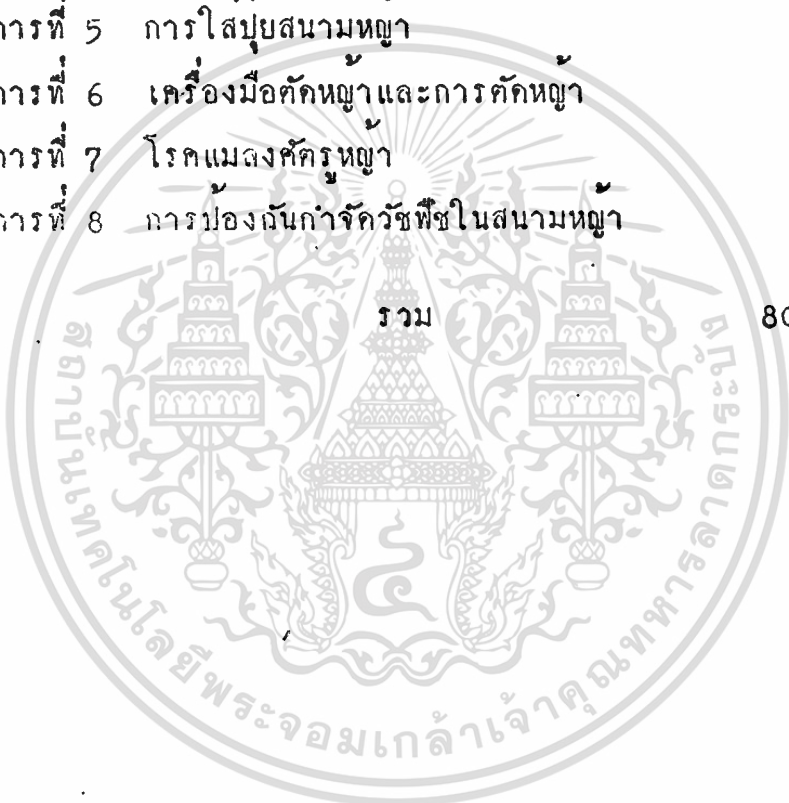 การที่ 5 การใส่ปุ๋ยสนามหญ้า
การที่ 6 เครื่องมือตัดหญ้าและการตัดหญ้า
การที่ 7 โรคแมลงศัตรูหญ้า
การที่ 8 การป้องกันกำจัดวัชพืชในสนามหญ้า
รวม 80
สถาบันเทคโนโลยีพระจอมเกล้าเจ้าคุณทหารลาดกระบัง